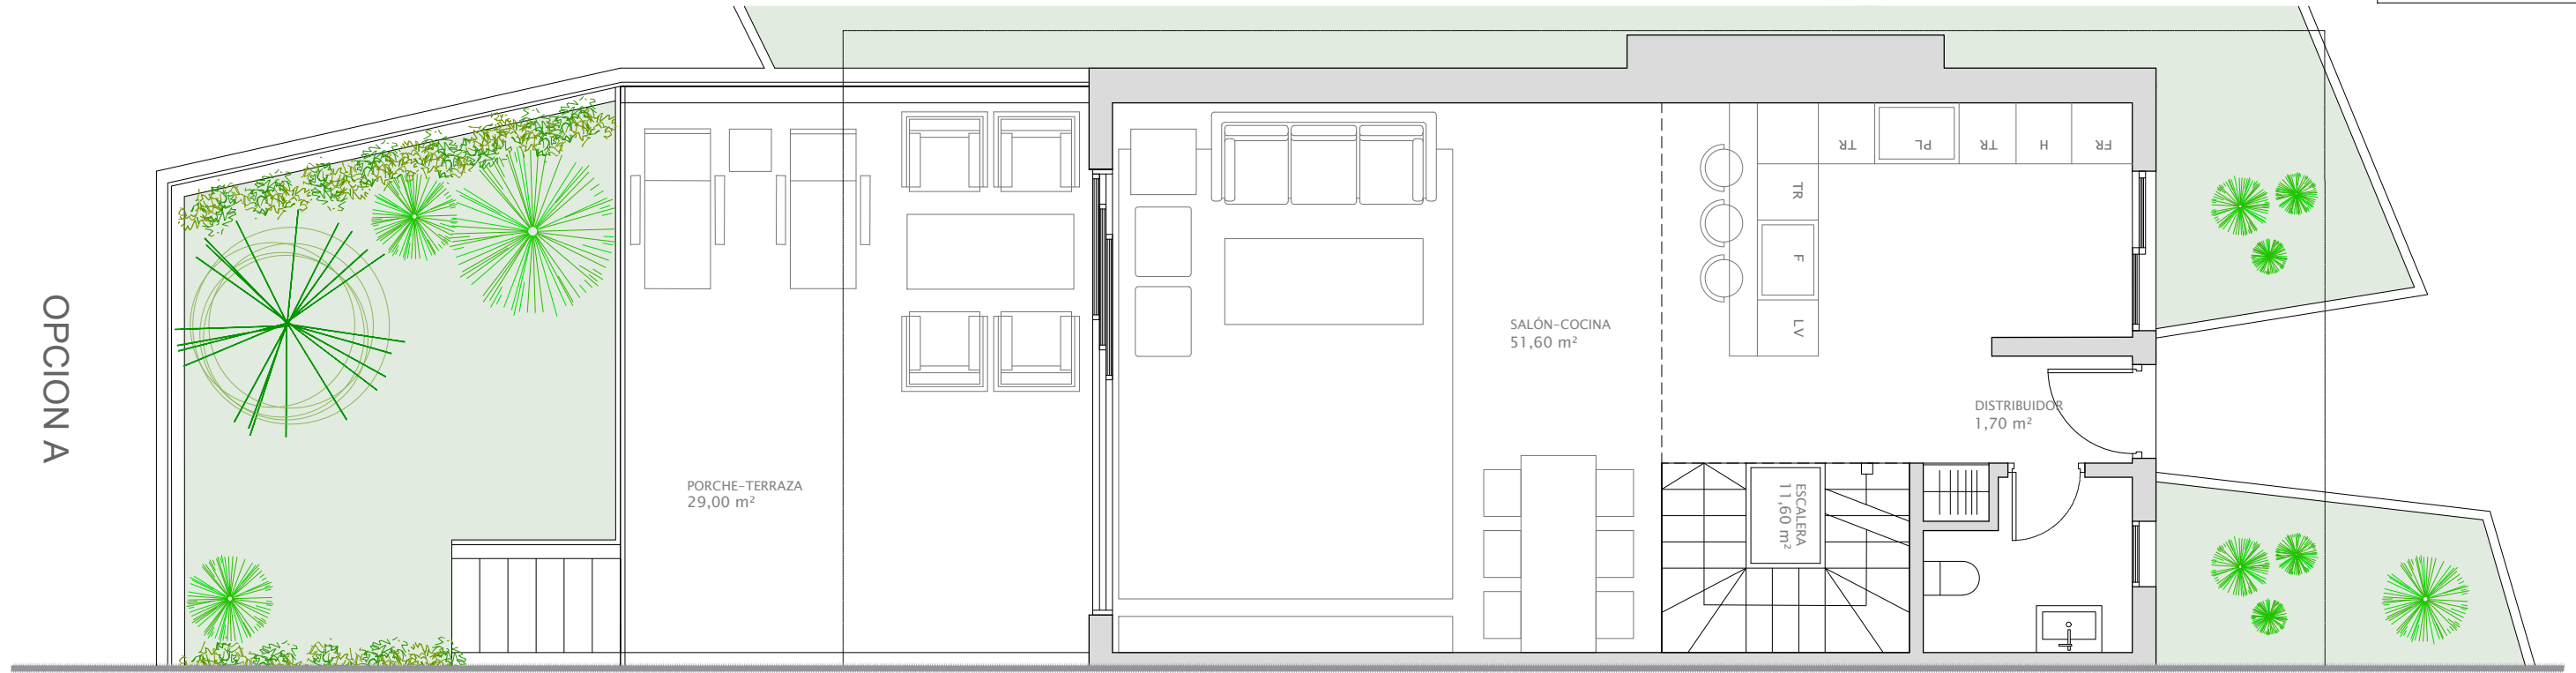 OPCION A
PORCHE-TERRAZA
29,00 m²
SALÓN-COCINA
51,60 m²
TR
PL
TR
H
FR
TR
F
LV
DISTRIBUIDOR
1,70 m²
ESCALERA
11,60 m²